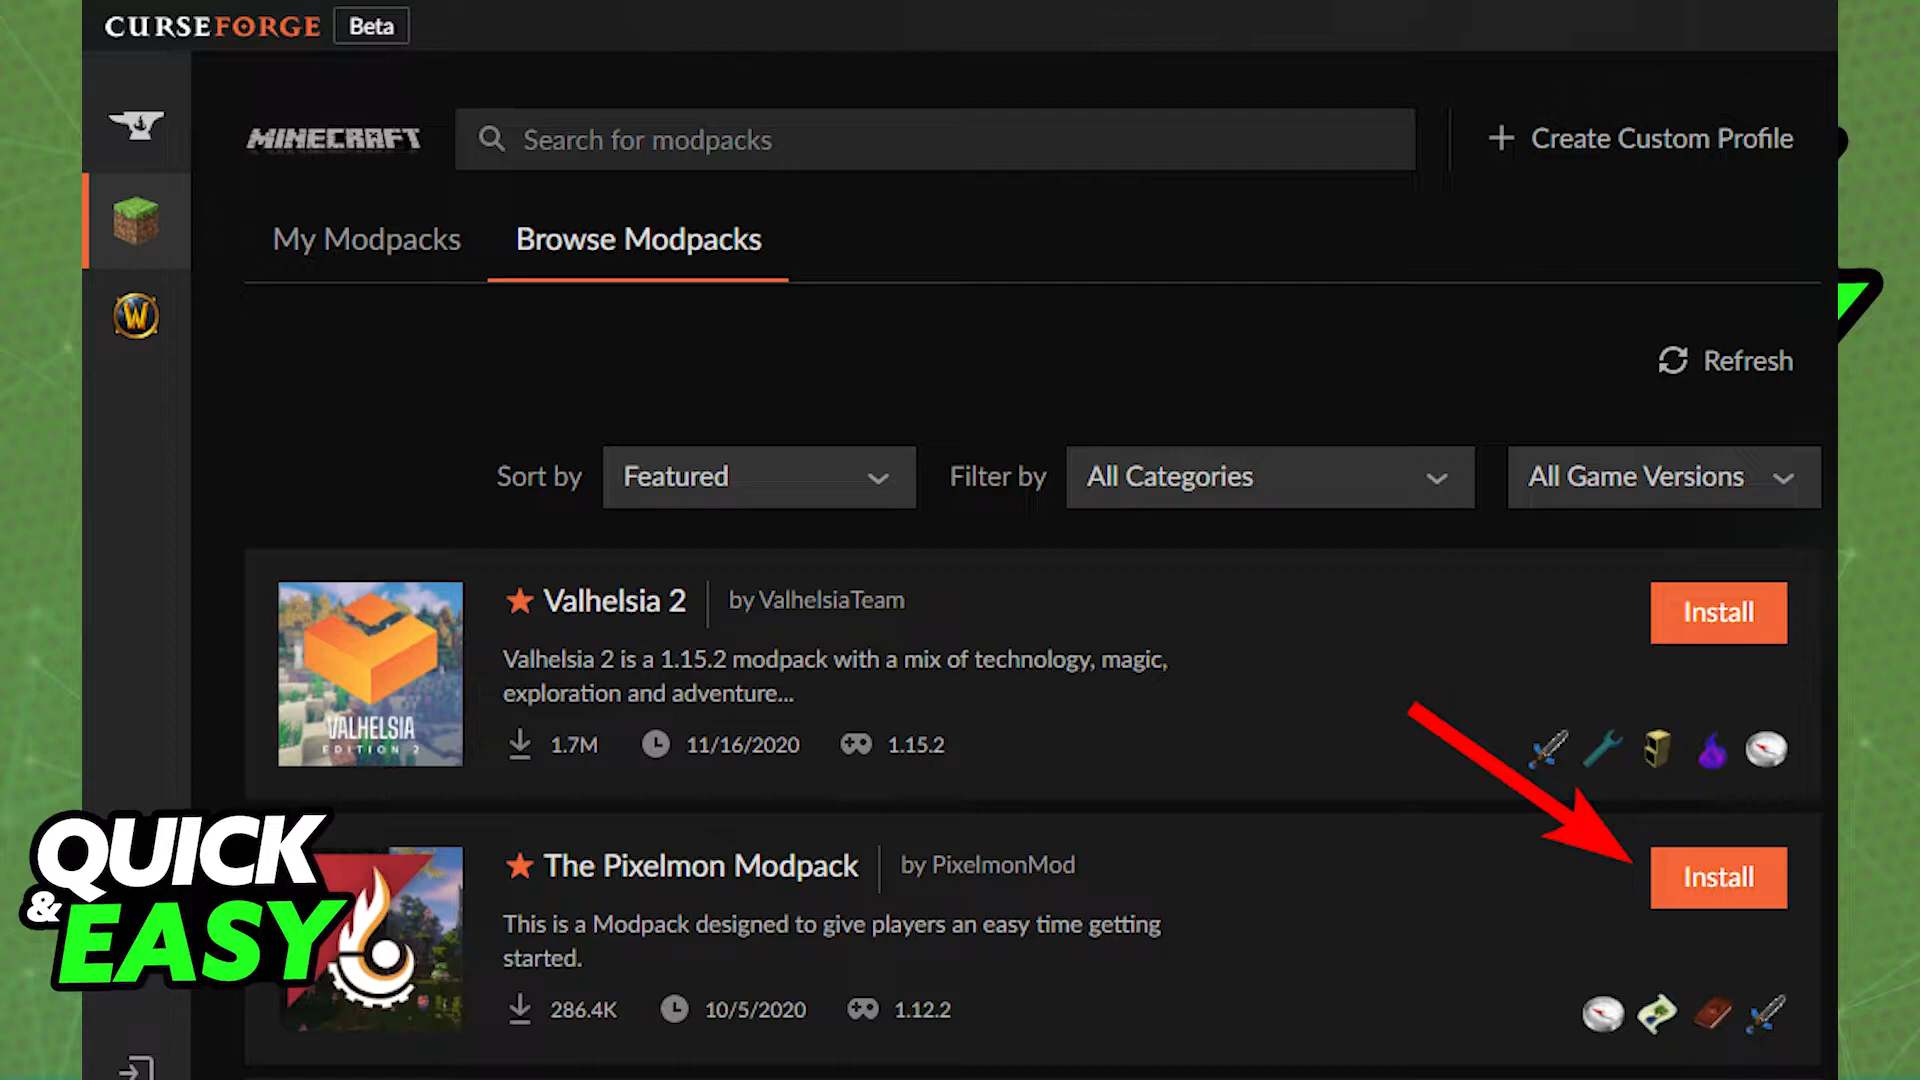 CURSEFORGE Beta
MINECRAFT
Search for modpacks
Create Custom Profile
My Modpacks
Browse Modpacks
Refresh
Sort by
Featured
Filter by
All Categories
All Game Versions
VALHELSIA
EDITION 2
Valhelsia 2
by ValhelsiaTeam
Install
Valhelsia 2 is a 1.15.2 modpack with a mix of technology, magic,
exploration and adventure...
1.7M
11/16/2020
1.15.2
The Pixelmon Modpack
by PixelmonMod
Install
This is a Modpack designed to give players an easy time getting
started.
286.4K
10/5/2020
1.12.2
QUICK
& EASY
W